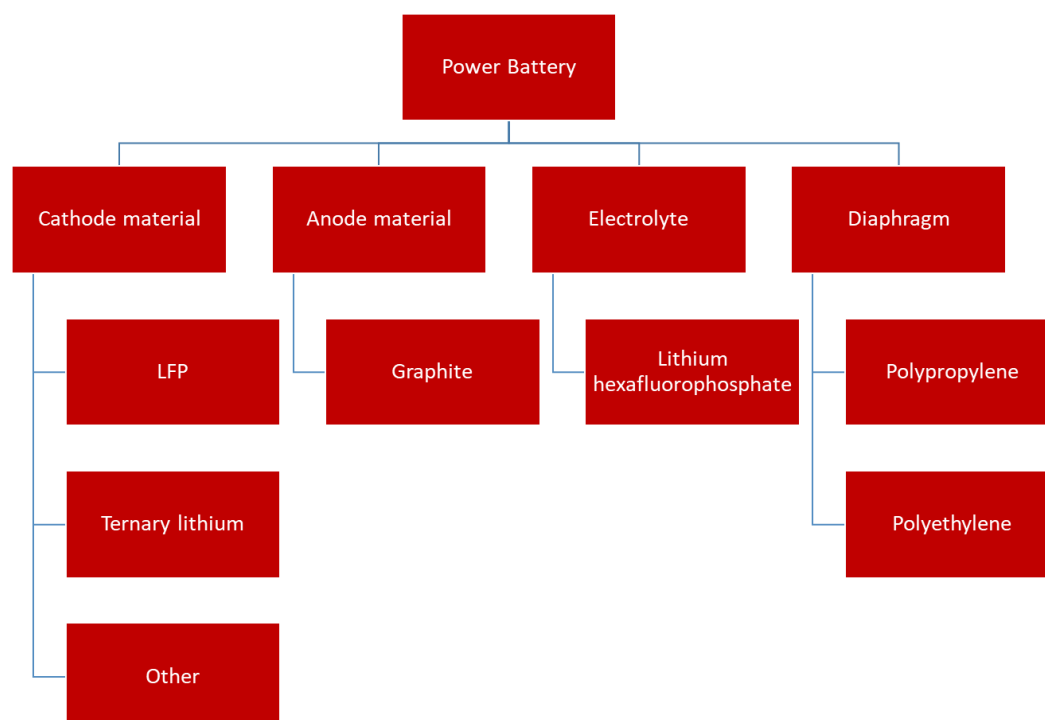 Power Battery
Cathode material
Anode material
Electrolyte
Diaphragm
LFP
Graphite
Lithium
hexafluorophosphate
Polypropylene
Ternary lithium
Polyethylene
Other